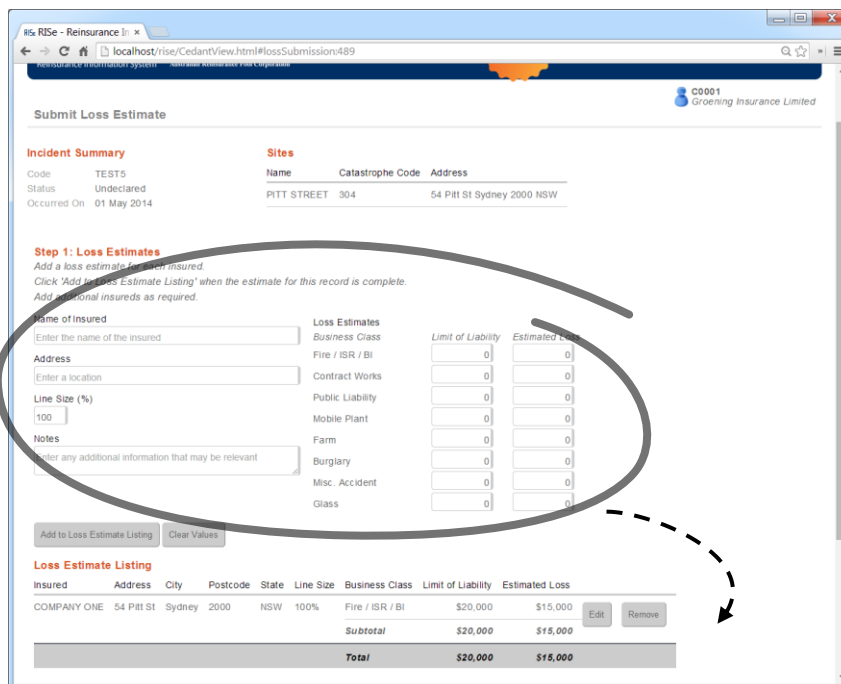 RISe RISe - Reinsurance In ×
localhost/rise/CedantView.html#lossSubmission:489
Reinsurance Information System Australian Reinsurance Pool Corporation
C0001
Groening Insurance Limited
Submit Loss Estimate
Incident Summary
Code TEST5
Status Undeclared
Occurred On 01 May 2014
Sites
Name Catastrophe Code Address
PITT STREET 304 54 Pitt St Sydney 2000 NSW
Step 1: Loss Estimates
Add a loss estimate for each insured.
Click 'Add to Loss Estimate Listing' when the estimate for this record is complete.
Add additional insureds as required.
Name of Insured
Enter the name of the insured
Address
Enter a location
Line Size (%)
100
Notes
Enter any additional information that may be relevant
Loss Estimates
Business Class Limit of Liability Estimated Loss
Fire / ISR / BI 0 0
Contract Works 0 0
Public Liability 0 0
Mobile Plant 0 0
Farm 0 0
Burglary 0 0
Misc. Accident 0 0
Glass 0 0
Add to Loss Estimate Listing Clear Values
Loss Estimate Listing
Insured Address City Postcode State Line Size Business Class Limit of Liability Estimated Loss
COMPANY ONE 54 Pitt St Sydney 2000 NSW 100% Fire / ISR / BI $20,000 $15,000 Edit Remove
Subtotal $20,000 $15,000
Total $20,000 $15,000